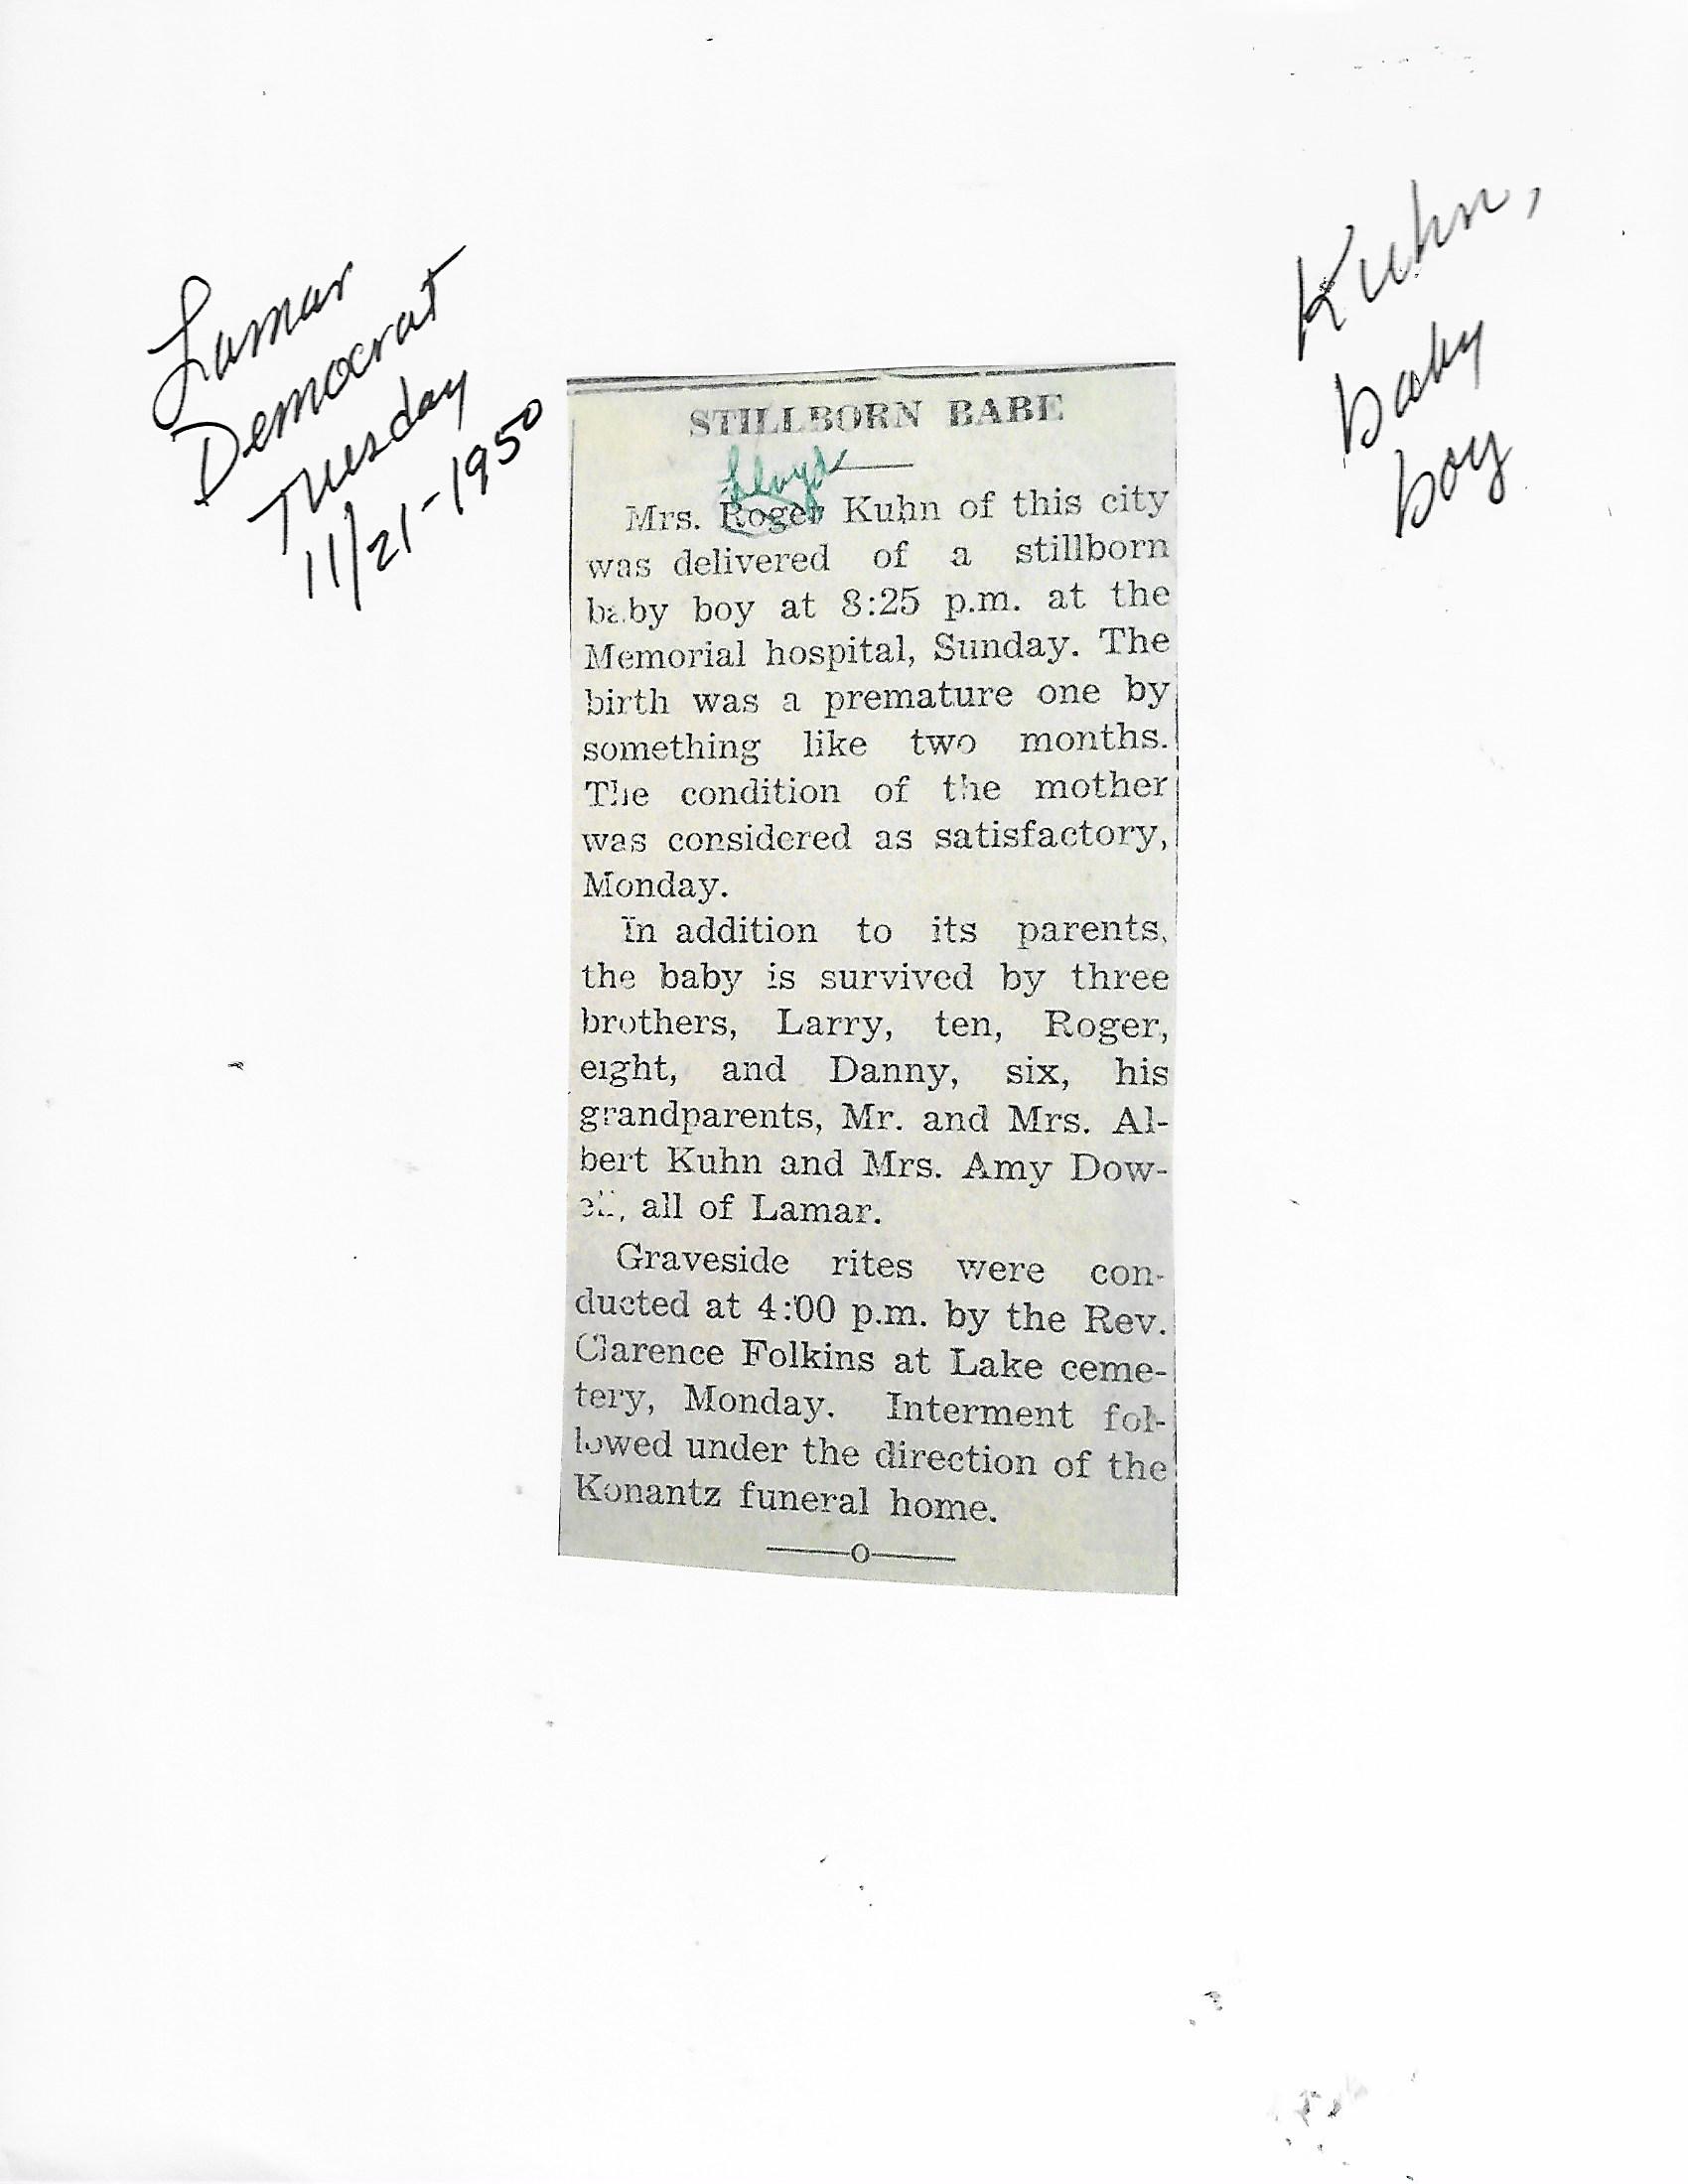 Lamar
Democrat
Tuesday
11/21-1950
Kuhn,
baby
boy
STILLBORN BABE
Lloyd
Mrs. Roger Kuhn of this city
was delivered of a stillborn
baby boy at 8:25 p.m. at the
Memorial hospital, Sunday. The
birth was a premature one by
something like two months.
The condition of the mother
was considered as satisfactory,
Monday.
In addition to its parents,
the baby is survived by three
brothers, Larry, ten, Roger,
eight, and Danny, six, his
grandparents, Mr. and Mrs. Al-
bert Kuhn and Mrs. Amy Dow-
ell, all of Lamar.
Graveside rites were con-
ducted at 4:00 p.m. by the Rev.
Clarence Folkins at Lake ceme-
tery, Monday. Interment fol-
lowed under the direction of the
Konantz funeral home.
——o——